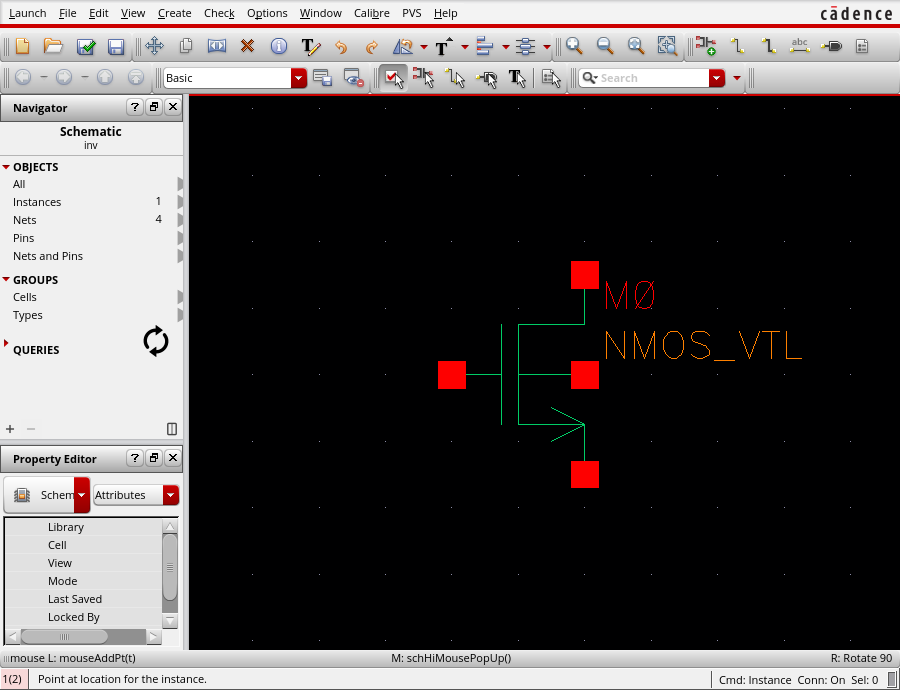 Launch File Edit View Create Check Options Window Calibre PVS Help
cādence
abc
Basic
Search
Navigator
Schematic
inv
OBJECTS
All
Instances 1
Nets 4
Pins
Nets and Pins
GROUPS
Cells
Types
QUERIES
M0
NMOS_VTL
Property Editor
Schem Attributes
Library
Cell
View
Mode
Last Saved
Locked By
mouse L: mouseAddPt(t) M: schHiMousePopUp() R: Rotate 90
1(2) Point at location for the instance. Cmd: Instance Conn: On Sel: 0